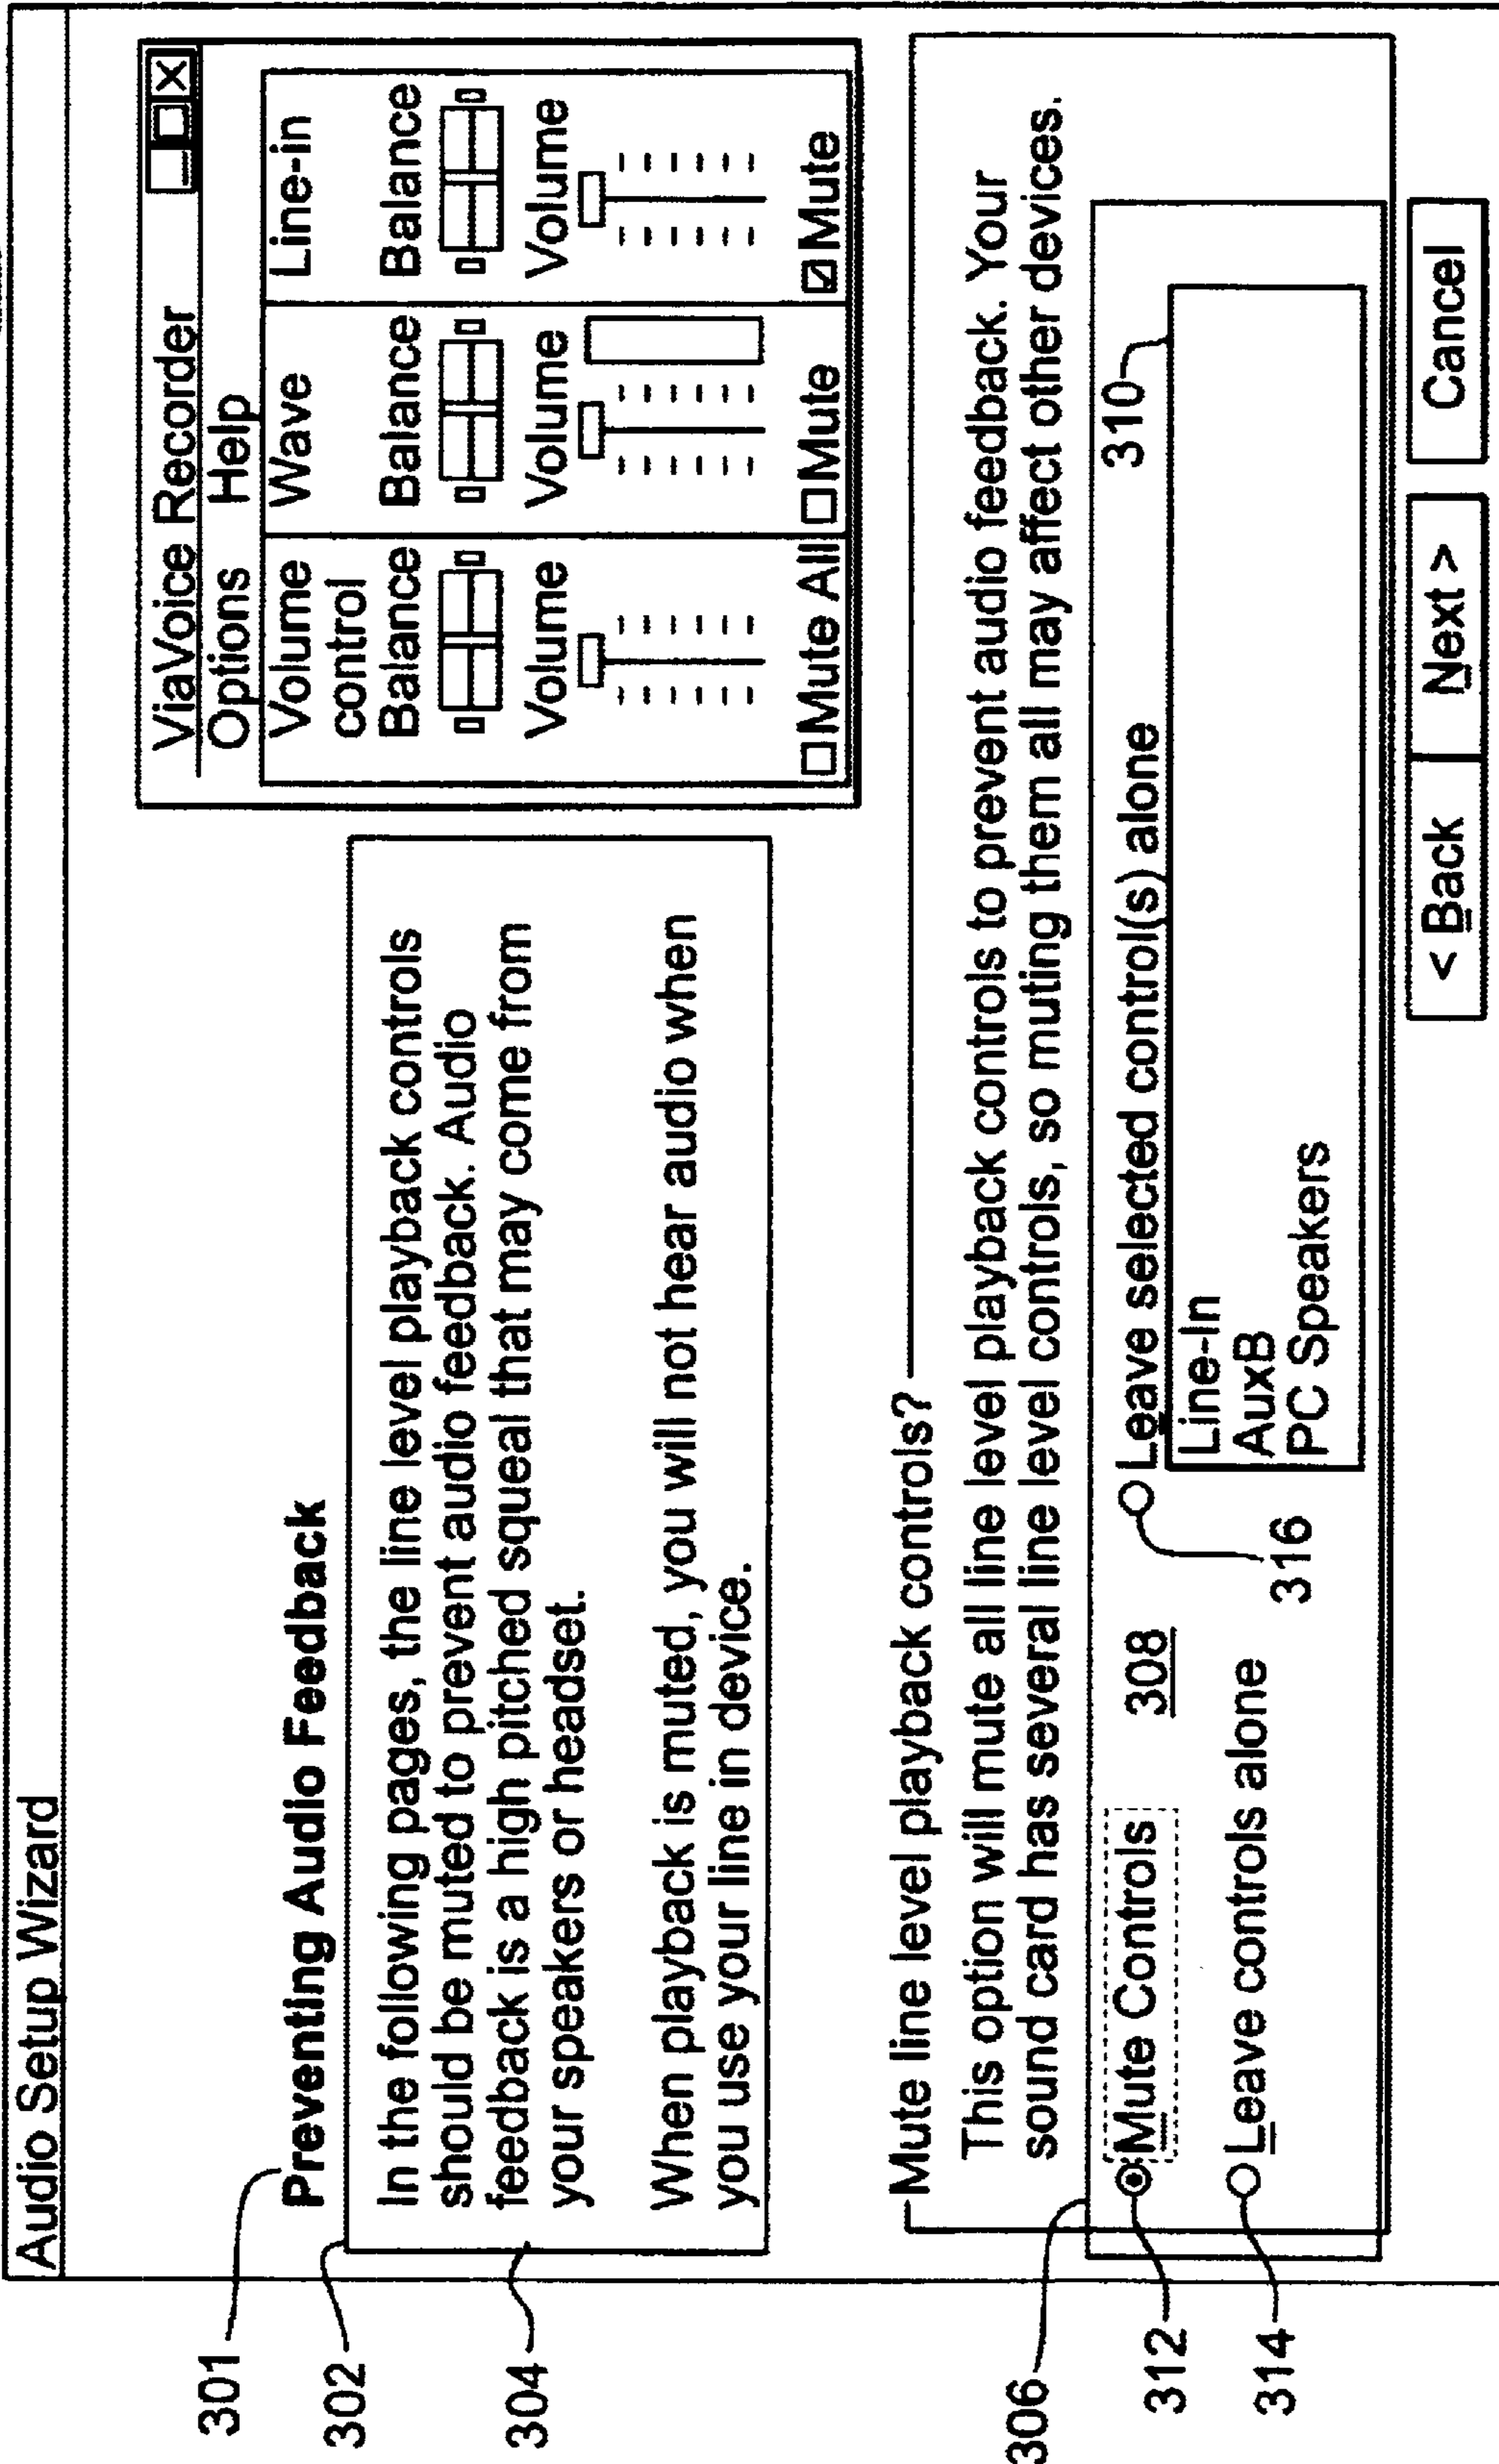 Audio Setup Wizard
301
Preventing Audio Feedback
302
In the following pages, the line level playback controls
should be muted to prevent audio feedback. Audio
feedback is a high pitched squeal that may come from
your speakers or headset.
304
When playback is muted, you will not hear audio when
you use your line in device.
ViaVoice Recorder
Options Help
Volume control Wave Line-in
Balance Balance Balance
Volume Volume Volume
Mute All Mute Mute
Mute line level playback controls?
This option will mute all line level playback controls to prevent audio feedback. Your
sound card has several line level controls, so muting them all may affect other devices.
306
308
310
312
Mute Controls
Leave selected control(s) alone
314
Leave controls alone
316
Line-In
AuxB
PC Speakers
< Back Next > Cancel